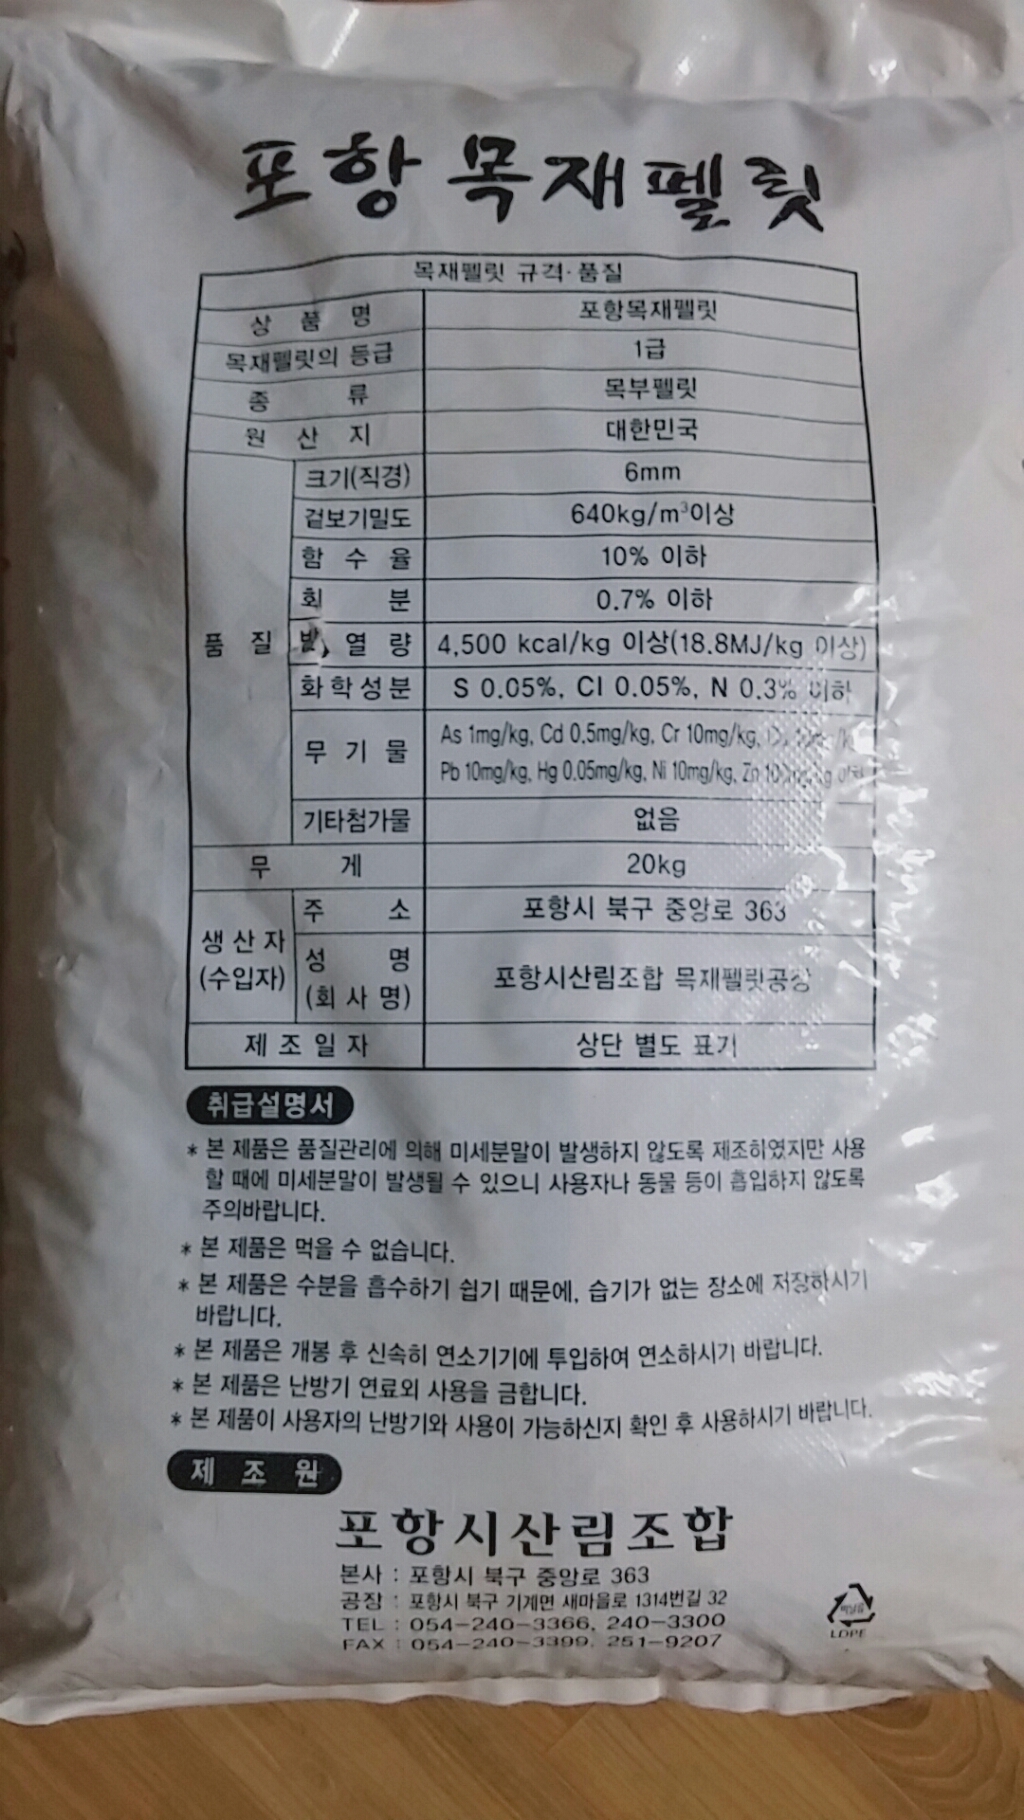 포항 목재펠릿
목재펠릿 규격·품질
상 품 명 포항목재펠릿
목재펠릿의 등급 1급
종 류 목부펠릿
원 산 지 대한민국
품 질
크기(직경) 6mm
겉보기밀도 640kg/m³이상
함 수 율 10% 이하
회 분 0.7% 이하
발 열 량 4,500 kcal/kg 이상(18.8MJ/kg 이상)
화학성분 S 0.05%, Cl 0.05%, N 0.3% 이하
무 기 물 As 1mg/kg, Cd 0.5mg/kg, Cr 10mg/kg,
Pb 10mg/kg, Hg 0.05mg/kg, Ni 10mg/kg, Zn
기타첨가물 없음
무 게 20kg
생산자
(수입자)
주 소 포항시 북구 중앙로 363
성 명
(회 사 명) 포항시산림조합 목재펠릿공장
제 조 일 자 상단 별도 표기
취급설명서
* 본 제품은 품질관리에 의해 미세분말이 발생하지 않도록 제조히였지만 사용
할 때에 미세분말이 발생될 수 있으니 사용자나 동물 등이 흡입하지 않도록
주의바랍니다.
* 본 제품은 먹을 수 없습니다.
* 본 제품은 수분을 흡수하기 쉽기 때문에, 습기가 없는 장소에 저장하시기
바랍니다.
* 본 제품은 개봉 후 신속히 연소기기에 투입하여 연소하시기 바랍니다.
* 본 제품은 난방기 연료외 사용을 금합니다.
* 본 제품이 사용자의 난방기와 사용이 가능하신지 확인 후 사용하시기 바랍니다.
제 조 원
포항시산림조합
본사 : 포항시 북구 중앙로 363
공장 : 포항시 북구 기계면 새마을로 1314번길 32
TEL : 054-240-3366, 240-3300
FAX : 054-240-3399, 251-9207
비닐류
LDPE